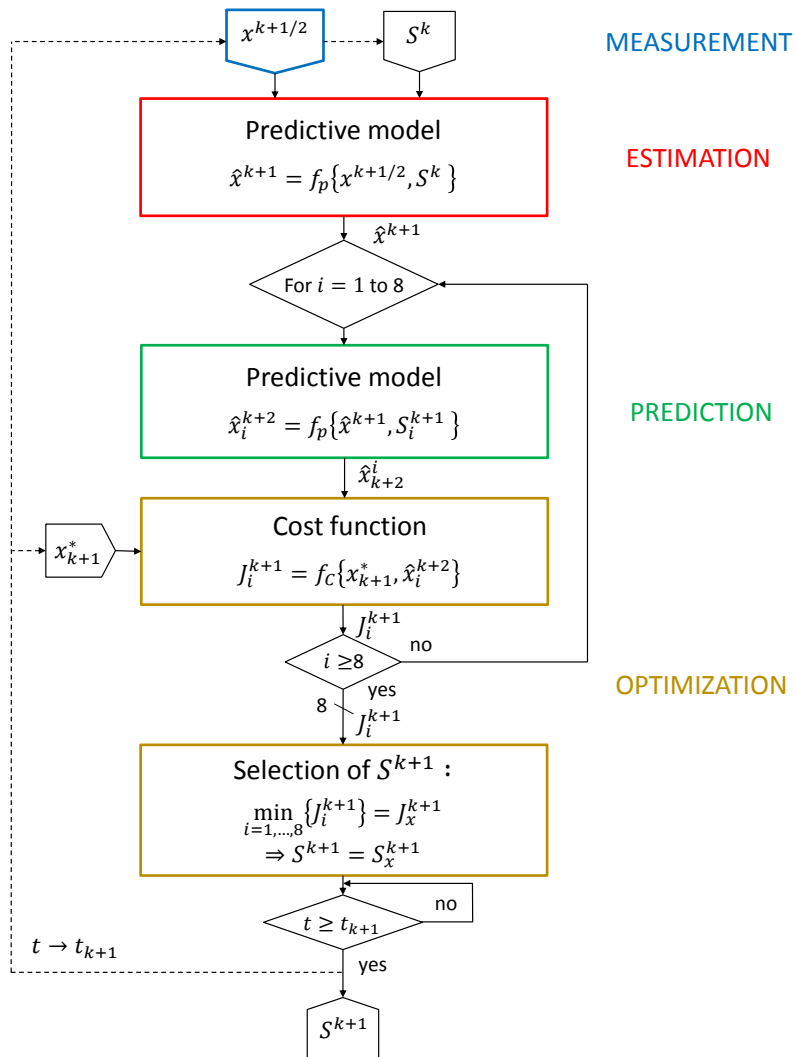 x^{k+1/2}
S^k
MEASUREMENT
Predictive model
x̂^{k+1} = f_p{x^{k+1/2}, S^k}
ESTIMATION
x̂^{k+1}
For i = 1 to 8
Predictive model
x̂_i^{k+2} = f_p{x̂^{k+1}, S_i^{k+1}}
PREDICTION
x̂_{k+2}^i
Cost function
J_i^{k+1} = f_C{x_{k+1}^*, x̂_i^{k+2}}
x_{k+1}^*
J_i^{k+1}
i ≥8
no
yes
OPTIMIZATION
8
J_i^{k+1}
Selection of S^{k+1} :
min_{i=1,…,8}{J_i^{k+1}} = J_x^{k+1}
⇒ S^{k+1} = S_x^{k+1}
no
t ≥ t_{k+1}
t → t_{k+1}
yes
S^{k+1}